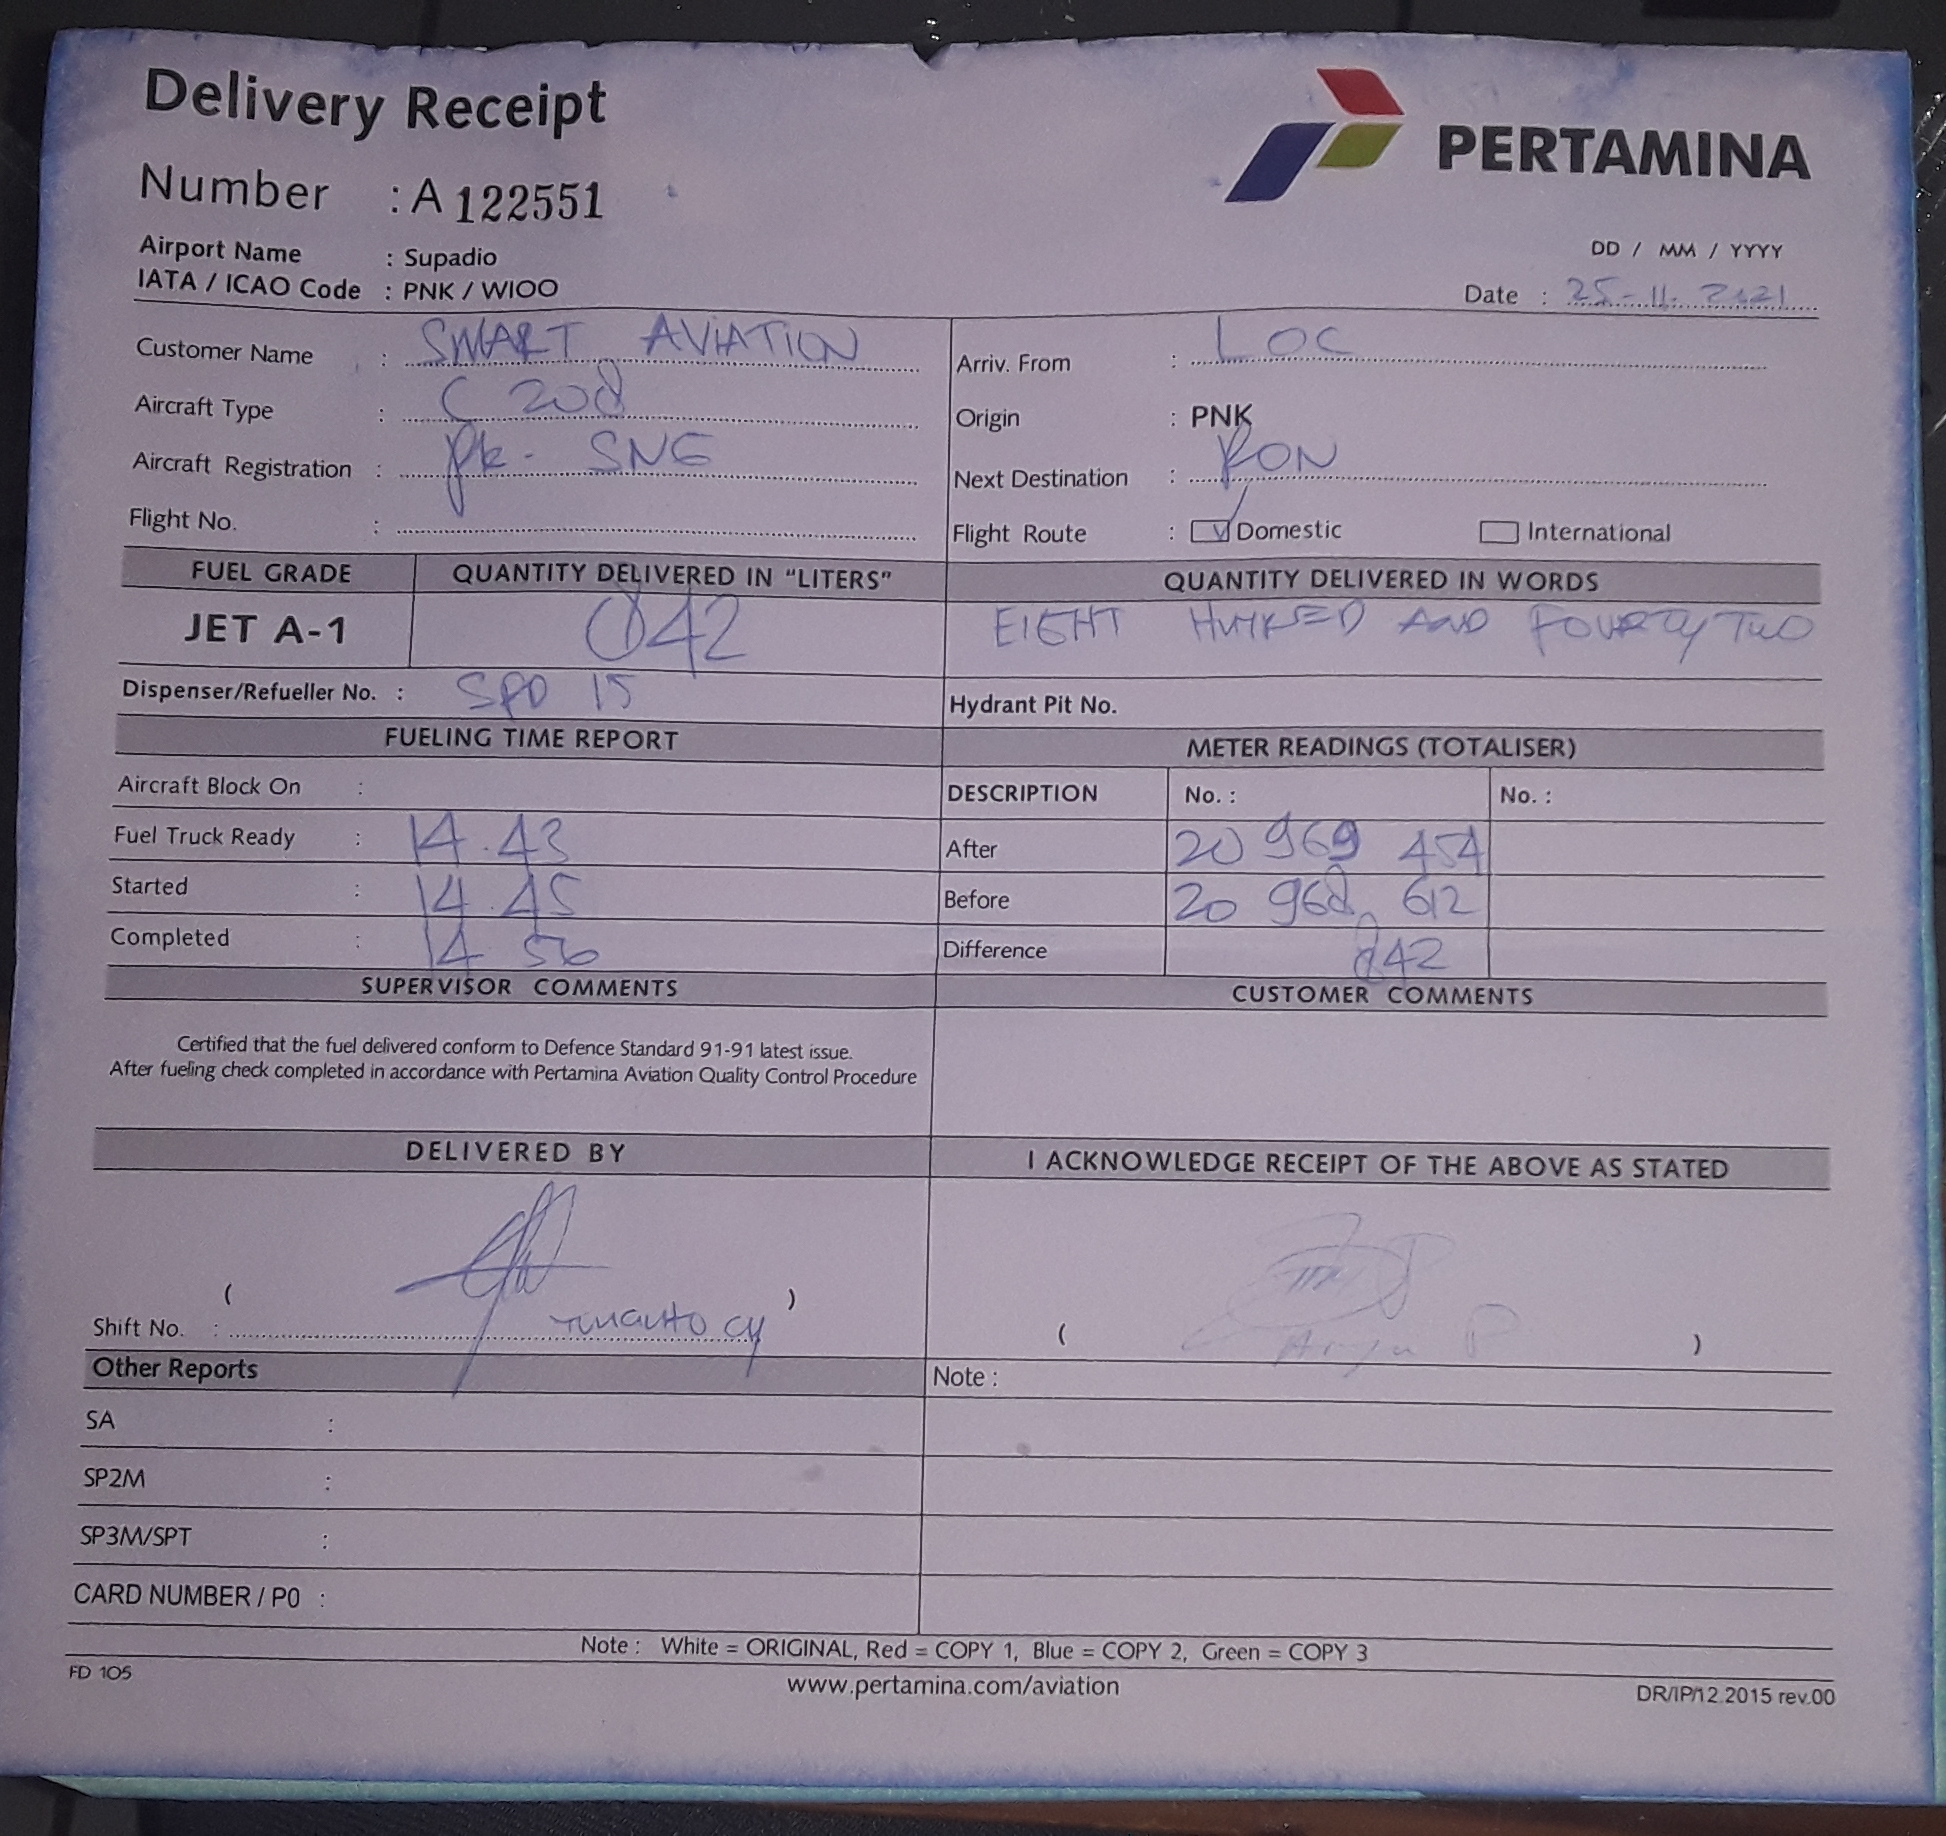 Delivery Receipt
PERTAMINA
Number : A 122551
Airport Name : Supadio
IATA / ICAO Code : PNK / WIOO
DD / MM / YYYY
Date : 25-11-2021
Customer Name : SMART AVIATION
Arriv. From : LOC
Aircraft Type : C 208
Origin : PNK
Aircraft Registration : PK - SNG
Next Destination : RON
Flight No. :
Flight Route : Domestic International
FUEL GRADE QUANTITY DELIVERED IN "LITERS" QUANTITY DELIVERED IN WORDS
JET A-1 842 EIGHT AND FOURTY TWO
Dispenser/Refueller No. : SPD 15
Hydrant Pit No.
FUELING TIME REPORT METER READINGS (TOTALISER)
Aircraft Block On :
DESCRIPTION No. : No. :
Fuel Truck Ready : 14.43
After 20 969 454
Started : 14.45
Before 20 968 612
Completed : 14 56
Difference 842
SUPERVISOR COMMENTS CUSTOMER COMMENTS
Certified that the fuel delivered conform to Defence Standard 91-91 latest issue.
After fueling check completed in accordance with Pertamina Aviation Quality Control Procedure
DELIVERED BY I ACKNOWLEDGE RECEIPT OF THE ABOVE AS STATED
( )
Shift No. :
( Arya P )
Other Reports Note :
SA :
SP2M :
SP3M/SPT :
CARD NUMBER / P0 :
Note : White = ORIGINAL, Red = COPY 1, Blue = COPY 2, Green = COPY 3
FD 105 www.pertamina.com/aviation DR/IP/12.2015 rev.00